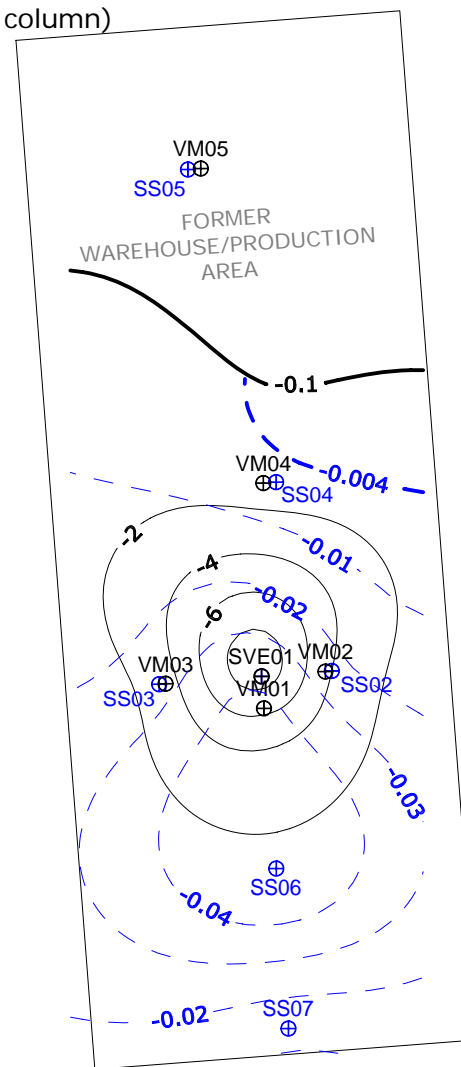 column)
VM05
SS05
FORMER
WAREHOUSE/PRODUCTION
AREA
-0.1
-0.004
VM04
SS04
-2
-0.01
-4
-0.02
-6
SVE01
VM02
VM03
SS02
SS03
VM01
-0.03
SS06
-0.04
SS07
-0.02